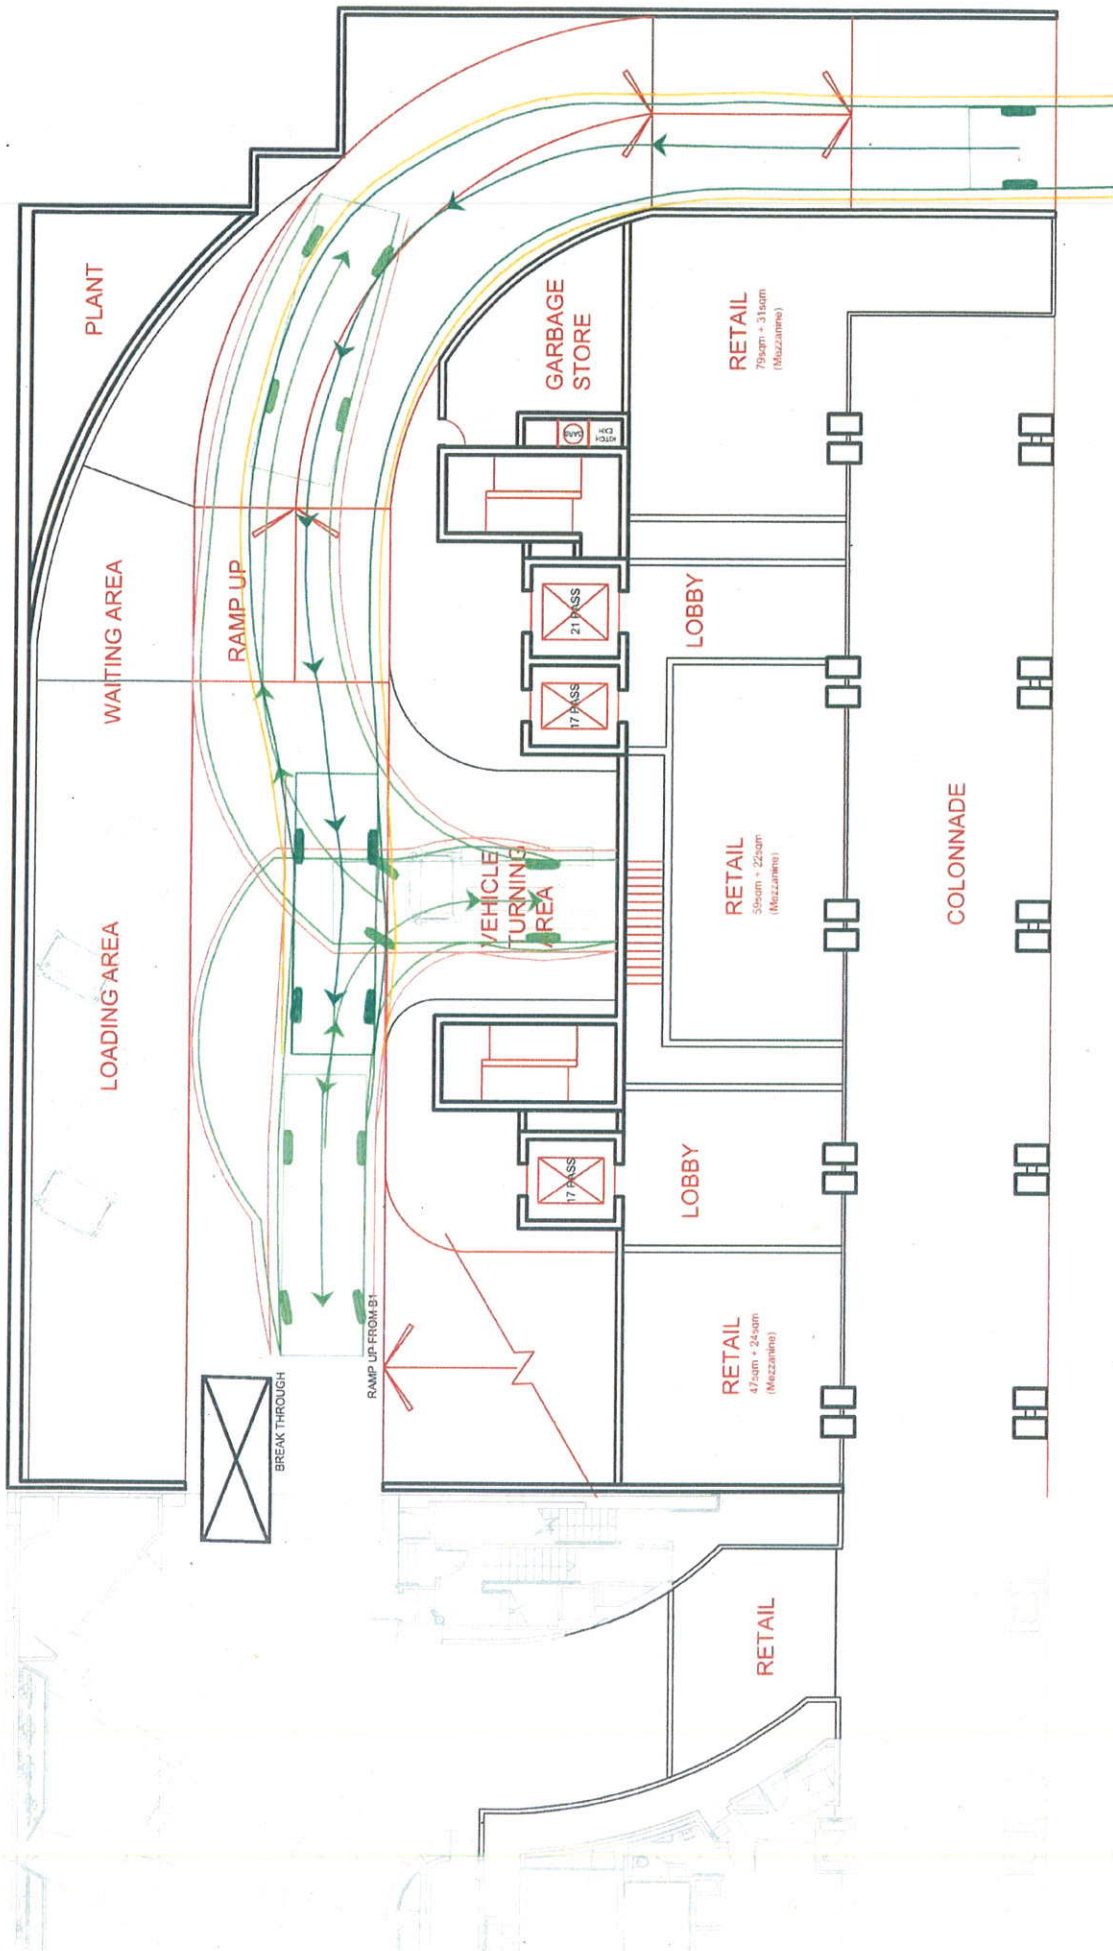 PLANT
WAITING AREA
LOADING AREA
RAMP UP
BREAK THROUGH
RAMP UP FROM B1
VEHICLE
TURNING
AREA
GARBAGE
STORE
21 PASS
17 PASS
17 PASS
LOBBY
LOBBY
RETAIL
79sqm + 31sqm
(Mezzanine)
RETAIL
59sqm + 22sqm
(Mezzanine)
RETAIL
47sqm + 24sqm
(Mezzanine)
RETAIL
COLONNADE